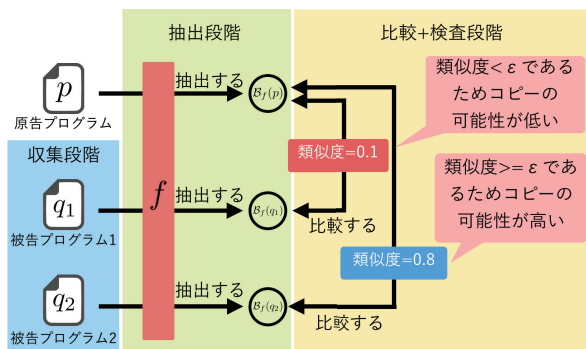 抽出段階
比較+検査段階
p
原告プログラム
抽出する
B_f(p)
類似度< ε である
ためコピーの
可能性が低い
収集段階
f
類似度=0.1
q₁
被告プログラム1
抽出する
B_f(q₁)
比較する
類似度>= ε であ
るためコピーの
可能性が高い
類似度=0.8
q₂
被告プログラム2
抽出する
B_f(q₂)
比較する